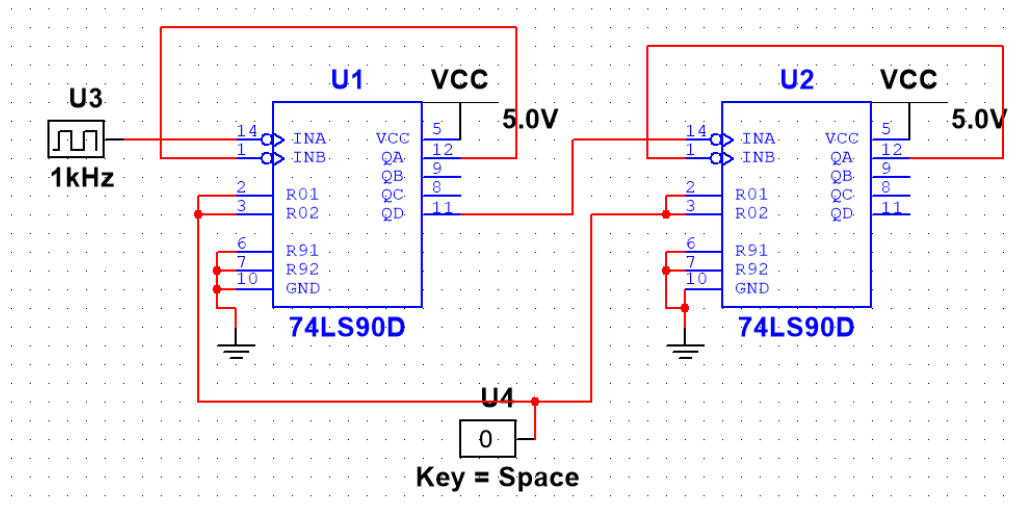 U3
1kHz
U1
VCC
5.0V
14 INA
1 INB
2 R01
3 R02
6 R91
7 R92
10 GND
VCC 5
QA 12
QB 9
QC 8
QD 11
74LS90D
U2
VCC
5.0V
14 INA
1 INB
2 R01
3 R02
6 R91
7 R92
10 GND
VCC 5
QA 12
QB 9
QC 8
QD 11
74LS90D
U4
0
Key = Space